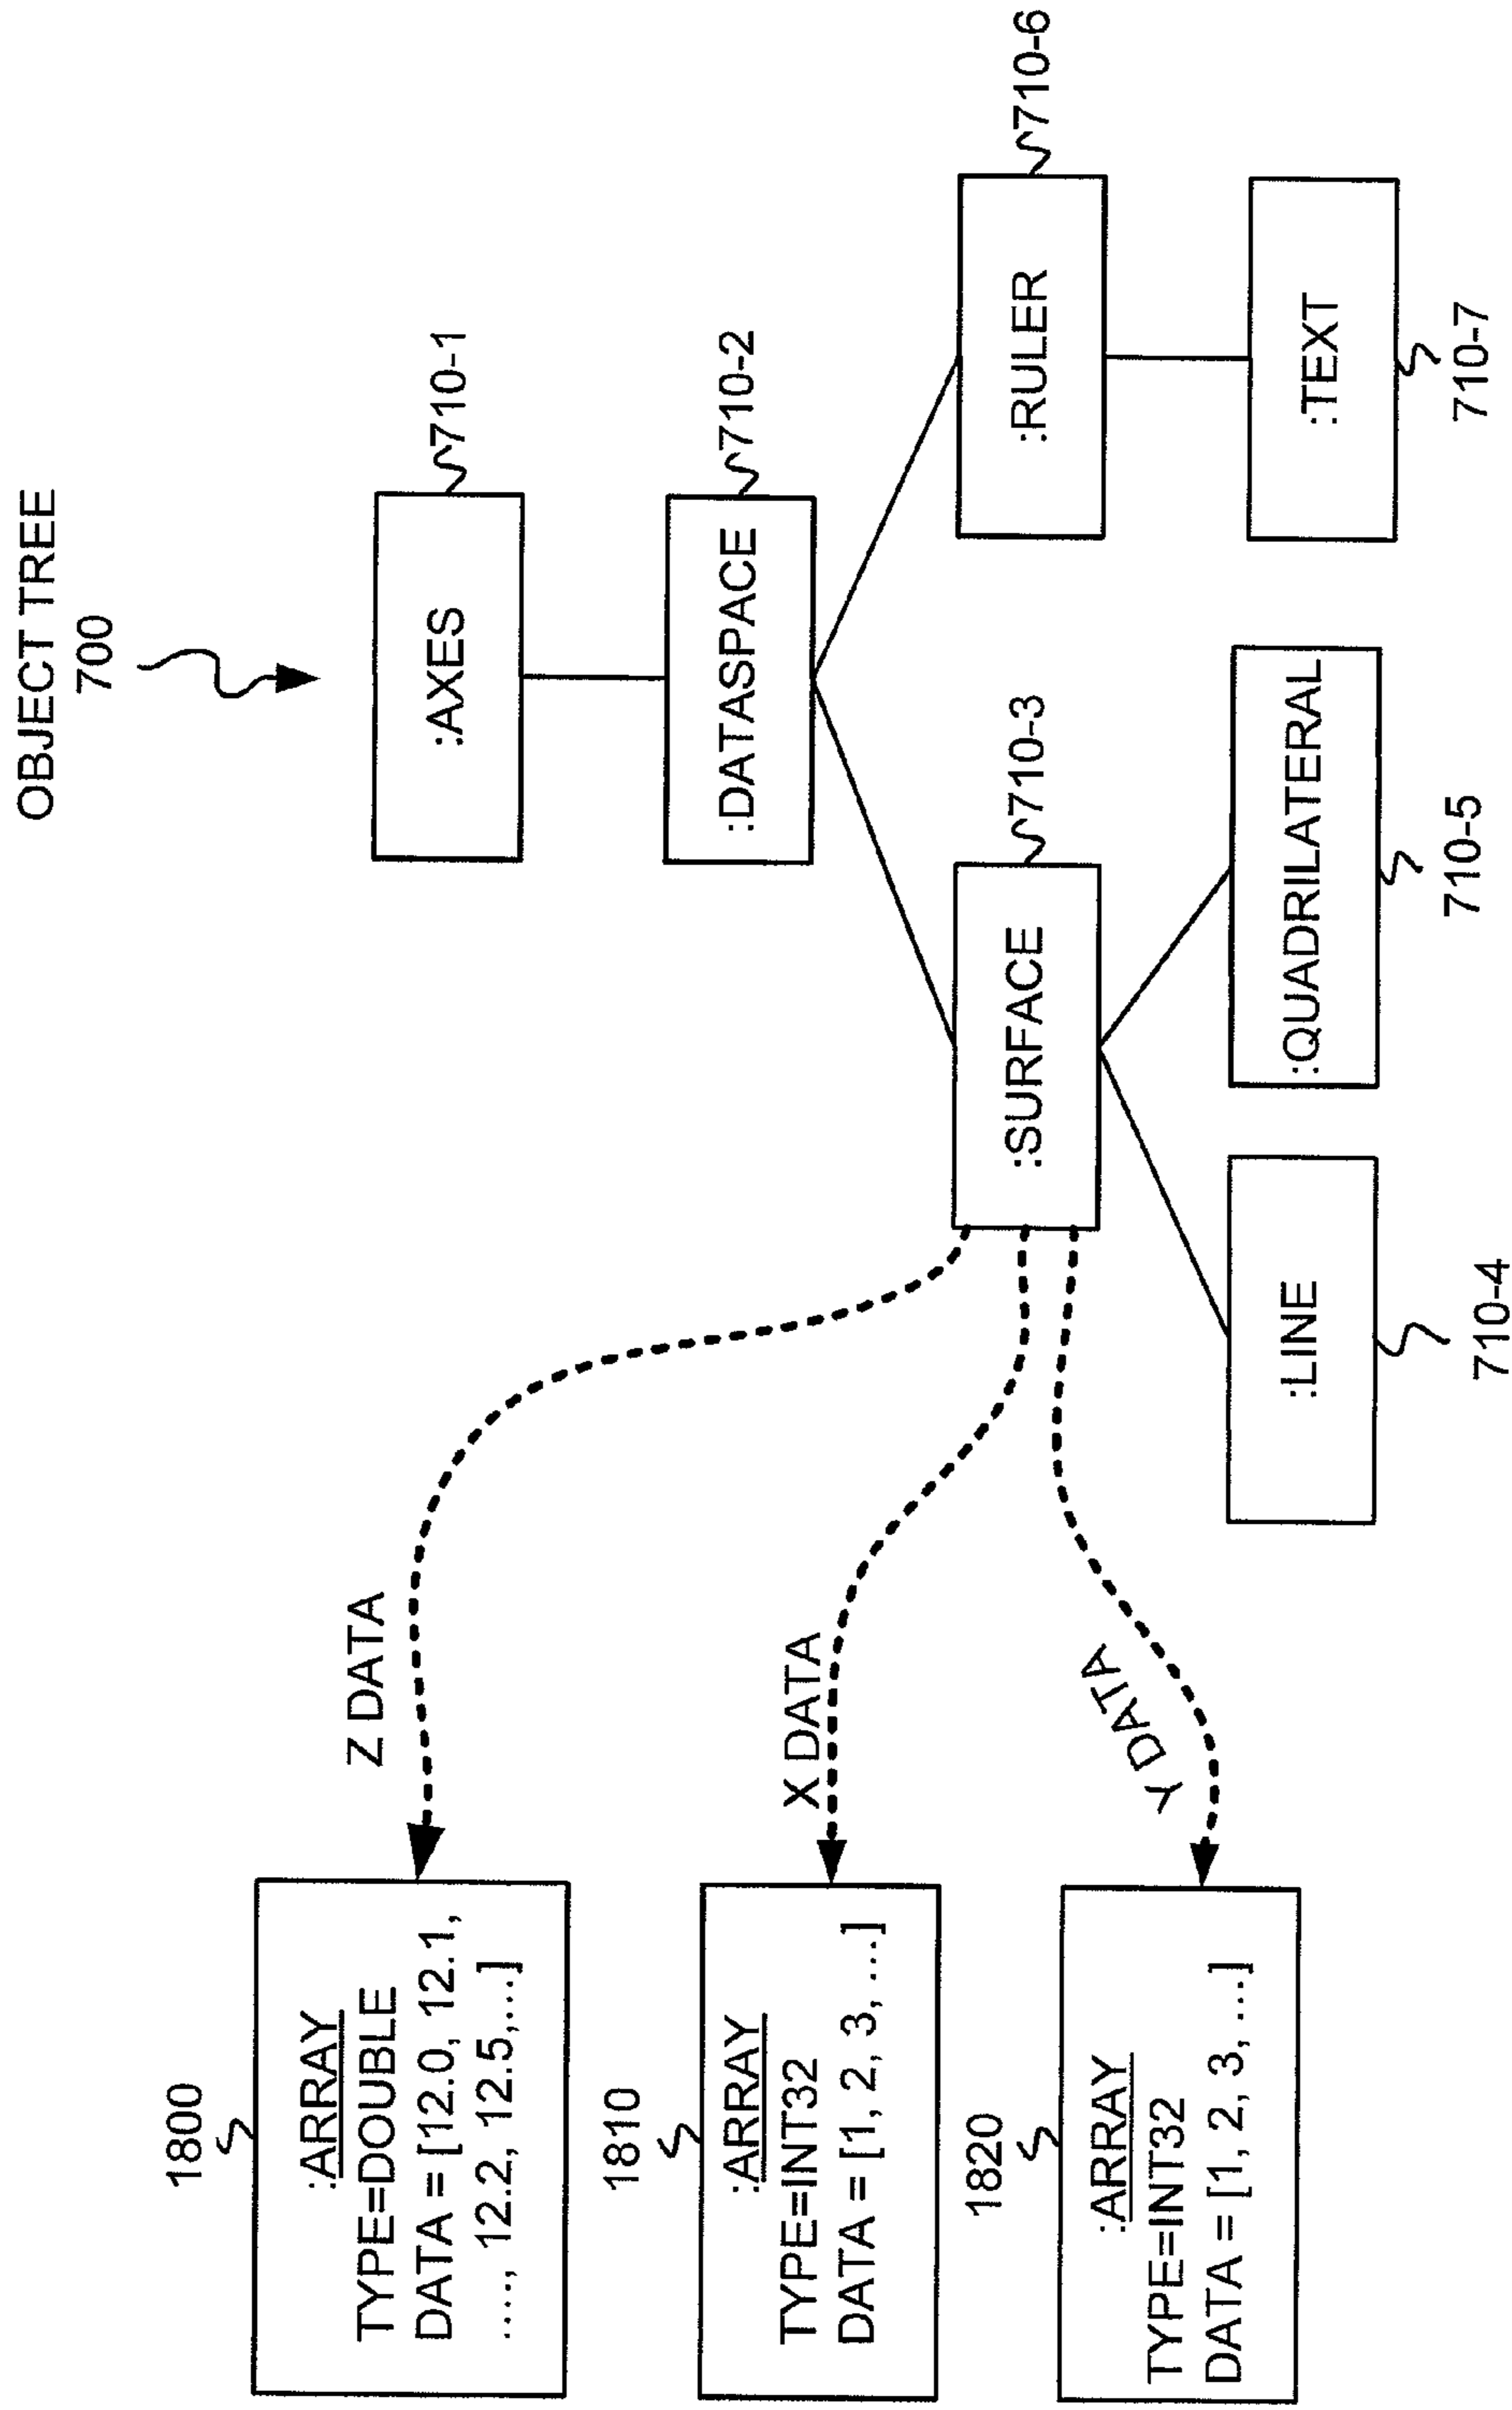 OBJECT TREE
700
:AXES
710-1
:DATASPACE
710-2
:SURFACE
710-3
:RULER
710-6
:LINE
710-4
:QUADRILATERAL
710-5
:TEXT
710-7
Z DATA
X DATA
Y DATA
1800
:ARRAY
TYPE=DOUBLE
DATA = [12.0, 12.1,
...., 12.2, 12.5,...]
1810
:ARRAY
TYPE=INT32
DATA = [1, 2, 3, ...]
1820
:ARRAY
TYPE=INT32
DATA = [1, 2, 3, ...]